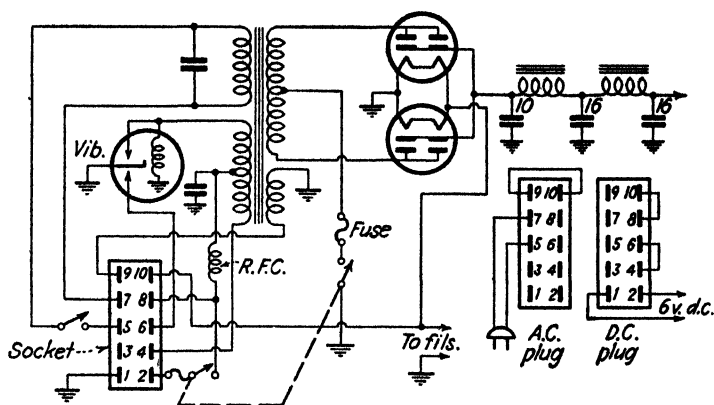 10 16 16
Vib.
Fuse
R.F.C.
9 10
7 8
5 6
3 4
1 2
Socket
To fils.
9 10
7 8
5 6
3 4
1 2
A.C.
plug
9 10
7 8
5 6
3 4
1 2
D.C.
plug
6v. d.c.